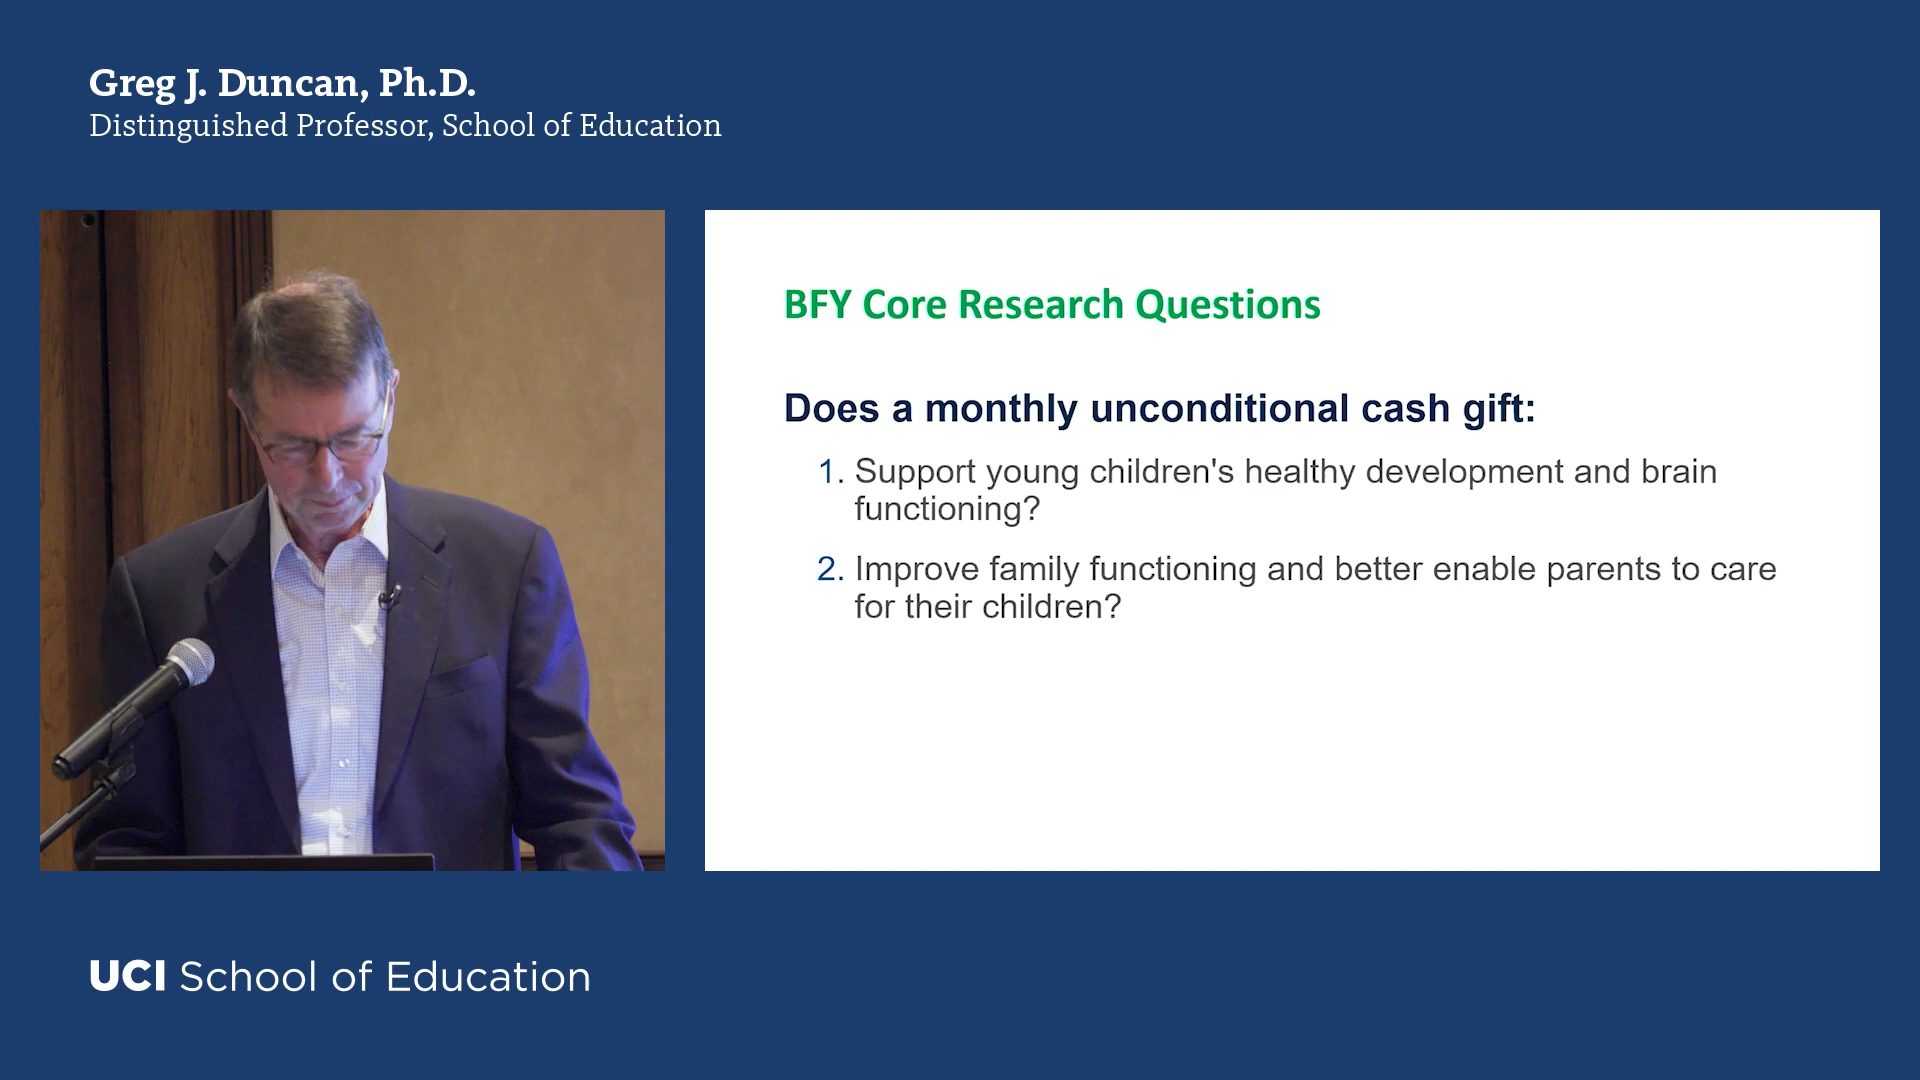 Greg J. Duncan, Ph.D.
Distinguished Professor, School of Education
BFY Core Research Questions
Does a monthly unconditional cash gift:
1. Support young children's healthy development and brain
functioning?
2. Improve family functioning and better enable parents to care
for their children?
UCI School of Education